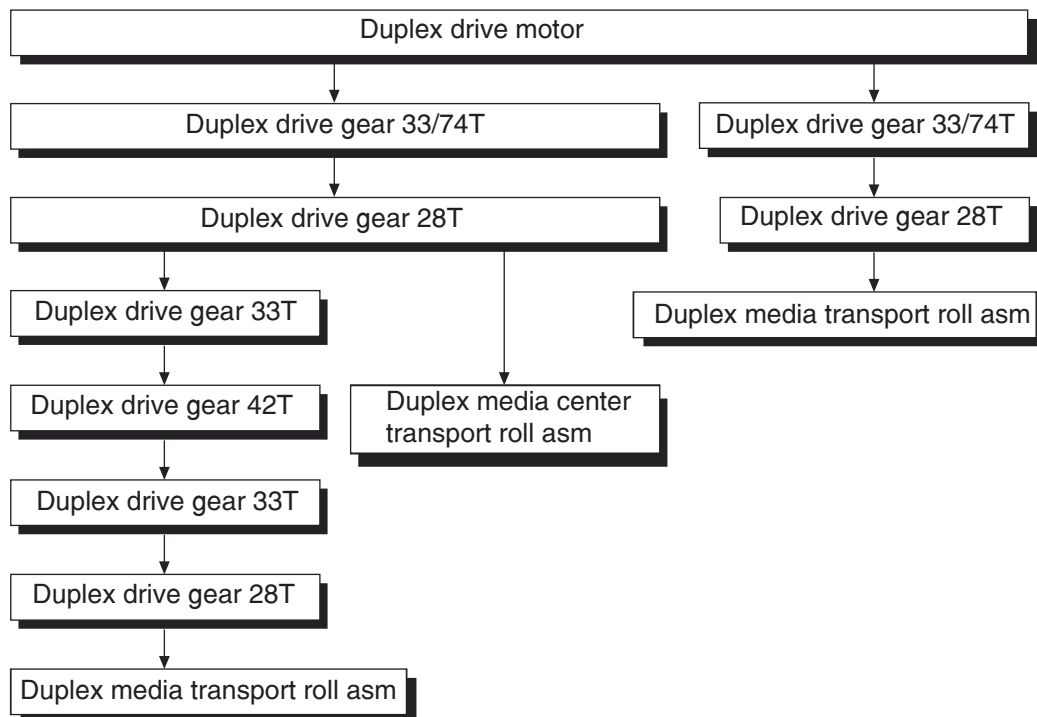 Duplex drive motor
Duplex drive gear 33/74T
Duplex drive gear 33/74T
Duplex drive gear 28T
Duplex drive gear 28T
Duplex drive gear 33T
Duplex media transport roll asm
Duplex drive gear 42T
Duplex media center
transport roll asm
Duplex drive gear 33T
Duplex drive gear 28T
Duplex media transport roll asm